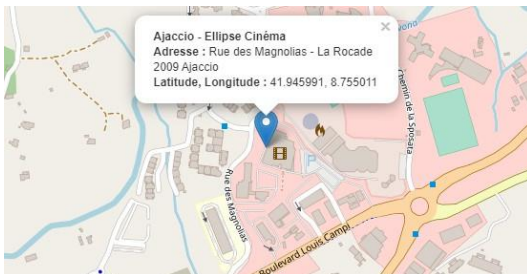 Ajaccio - Ellipse Cinéma
Adresse : Rue des Magnolias - La Rocade
2009 Ajaccio
Latitude, Longitude : 41.945991, 8.755011
×
Chemin de la Sposata
P
Rue des Magnolias
Boulevard Louis Campi